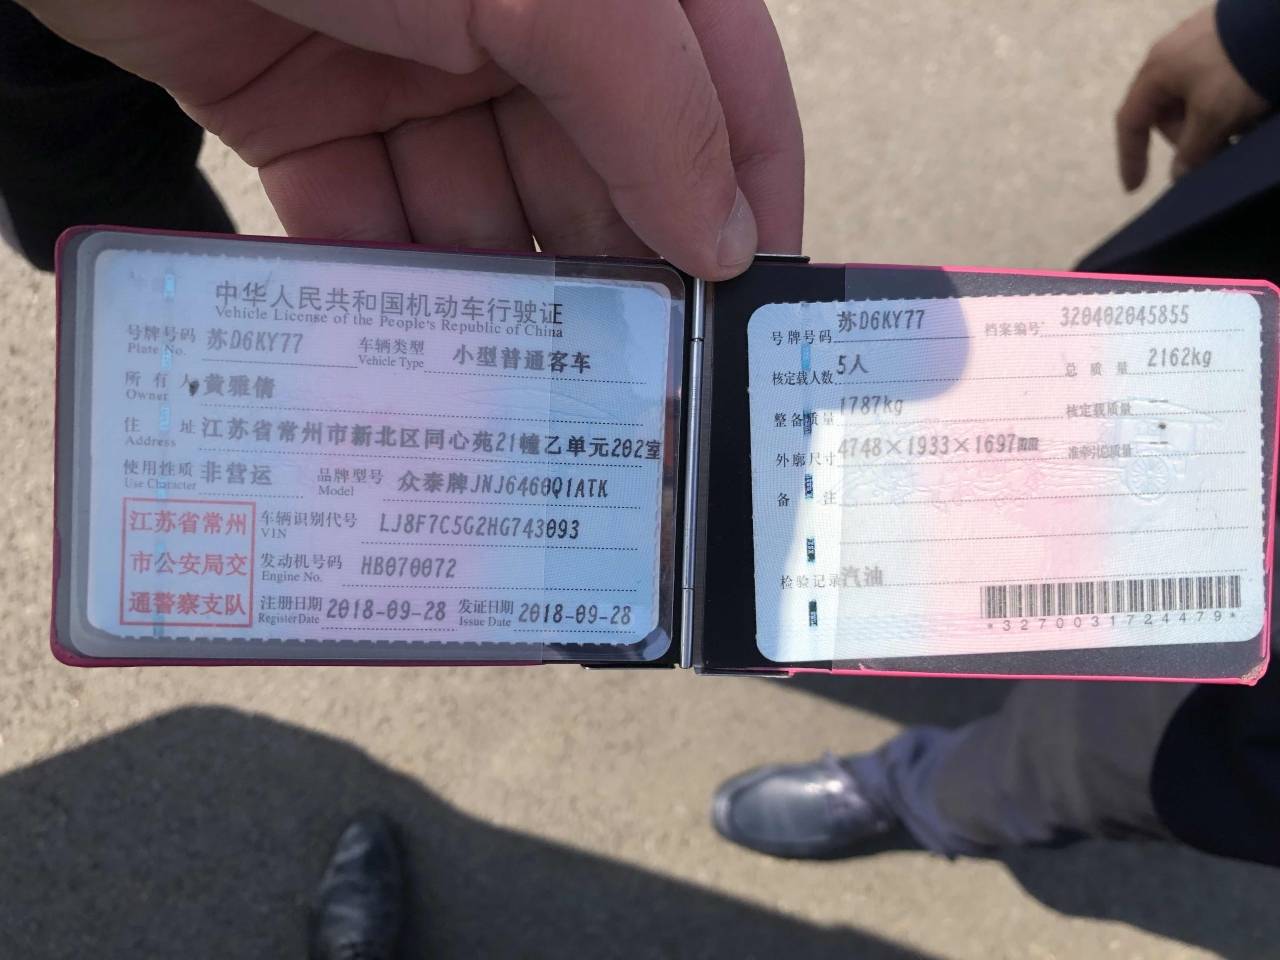 中华人民共和国机动车行驶证
Vehicle License of the People's Republic of China
号牌号码 苏D6KY77 车辆类型 小型普通客车
Plate No. Vehicle Type
所有人 黄雅倩
Owner
住址 江苏省常州市新北区同心苑21幢乙单元202室
Address
使用性质 非营运 品牌型号 众泰牌JNJ6460Q1ATK
Use Character Model
江苏省常州
市公安局交
通警察支队
车辆识别代号 LJ8F7C5G2HG743093
VIN
发动机号码 HB070072
Engine No.
注册日期 2018-09-28 发证日期 2018-09-28
Register Date Issue Date
号牌号码 苏D6KY77 档案编号 320402045855
核定载人数 5人 总质量 2162kg
整备质量 1787kg 核定载质量 --
外廓尺寸 4748×1933×1697mm 准牵引总质量 --
备注
检验记录 汽油
*3270031724479*